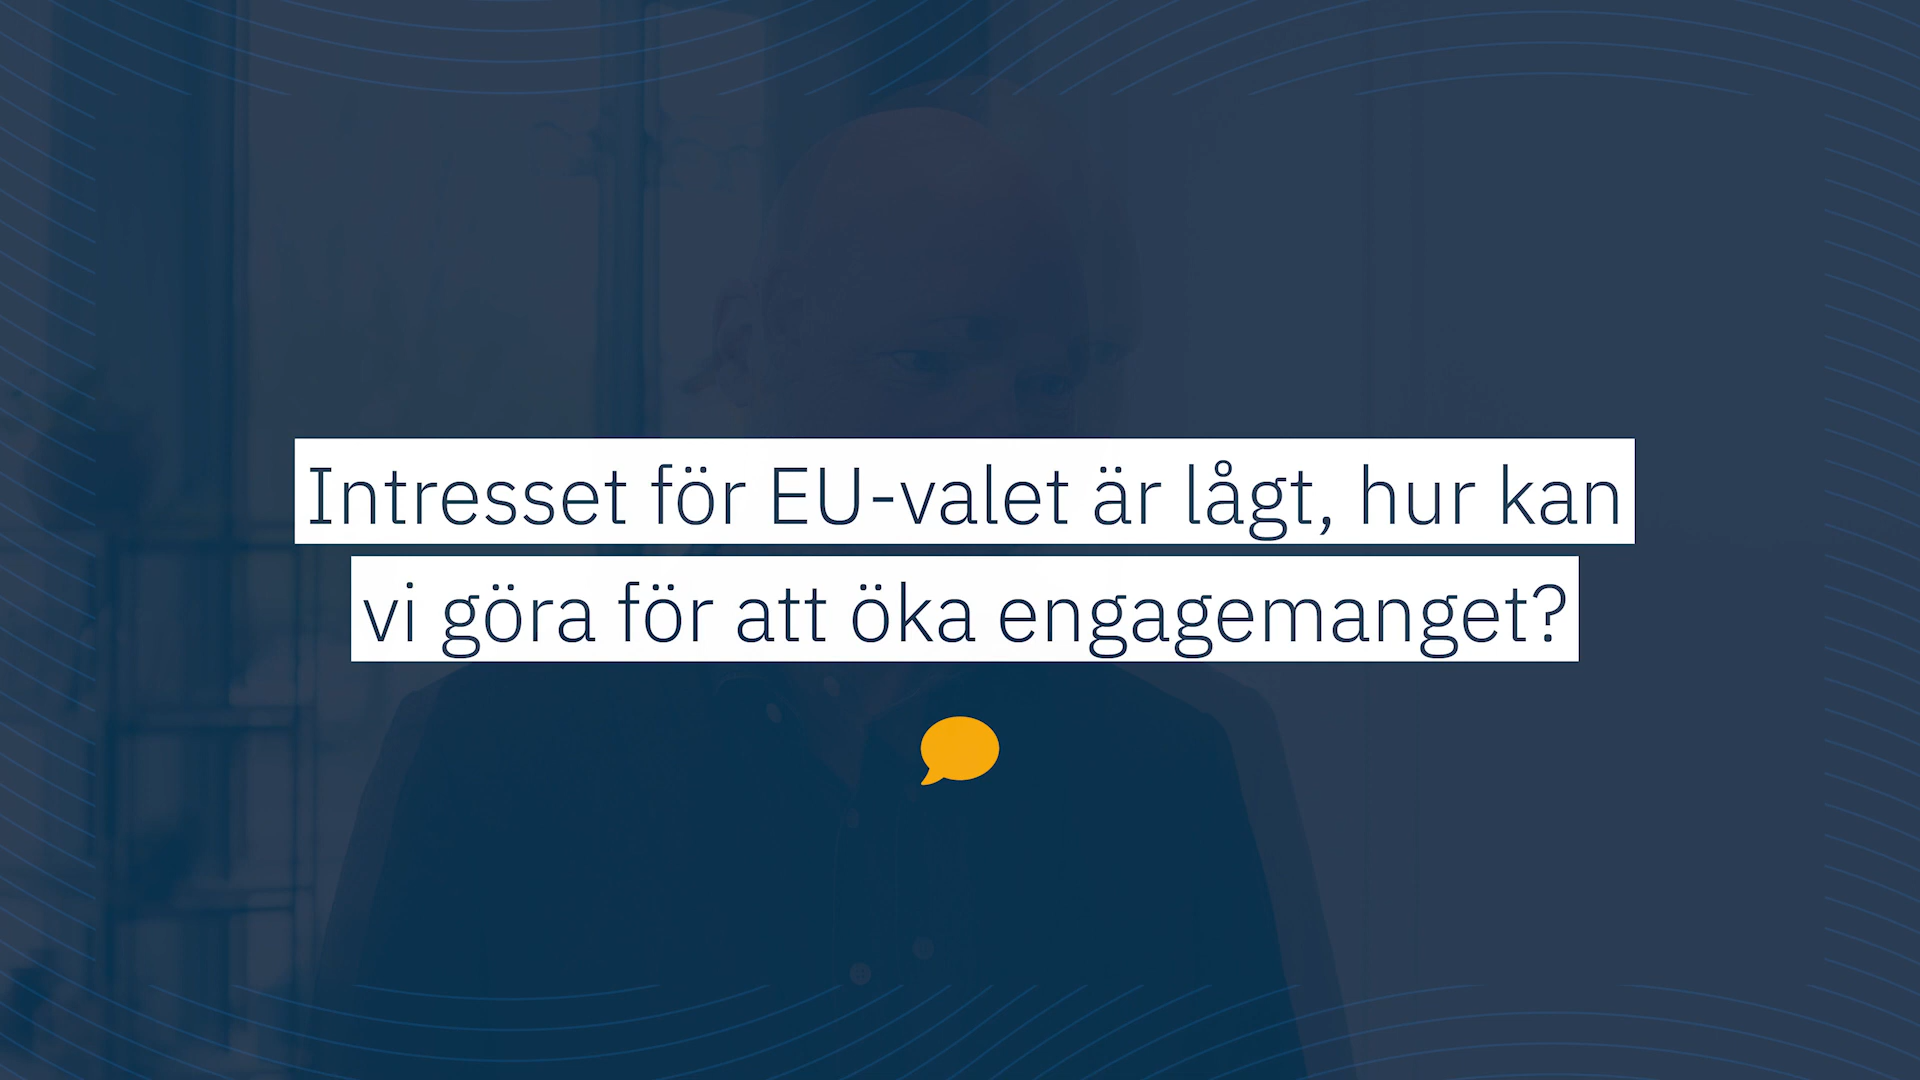 Intresset för EU-valet är lågt, hur kan
vi göra för att öka engagemanget?